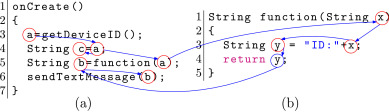 1 onCreate()
2 {
3 a=getDeviceID();
4 String c=a;
5 String b=function(a);
6 sendTextMessage(b);
7 }
(a)
1 String function(String x)
2 {
3 String y = "ID:"+x;
4 return y;
5 }
(b)